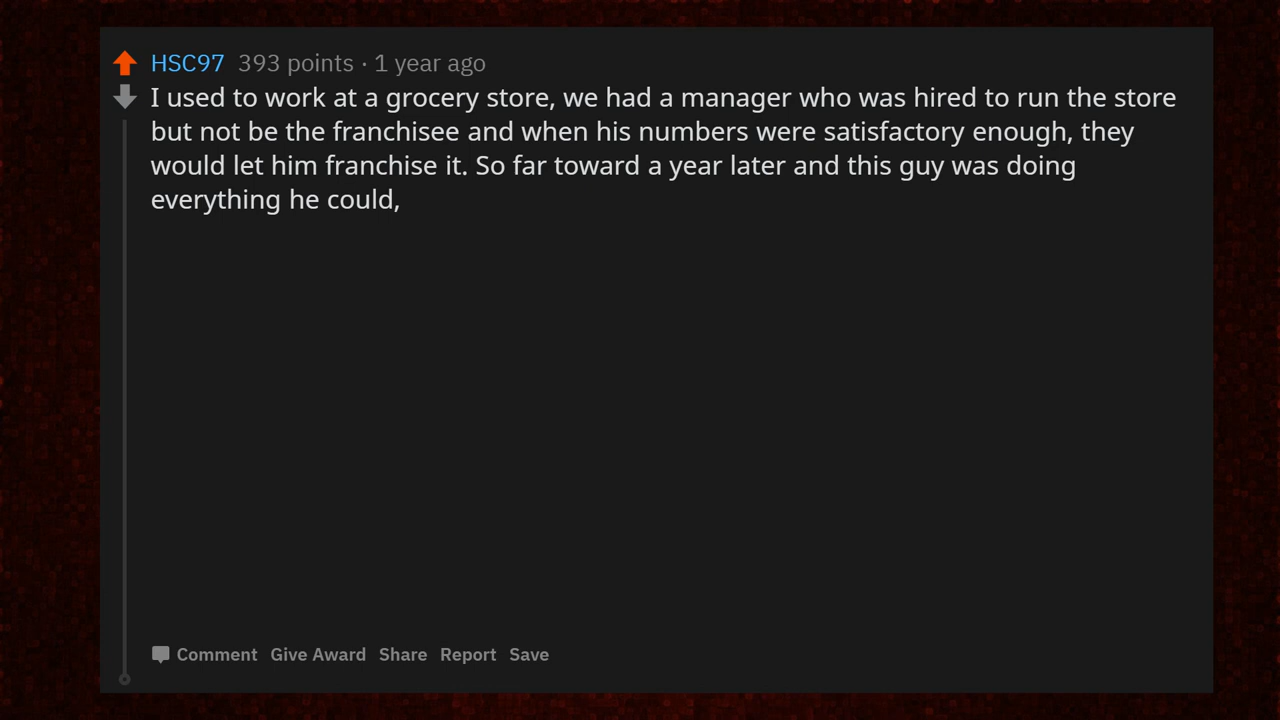 HSC97 393 points · 1 year ago
I used to work at a grocery store, we had a manager who was hired to run the store
but not be the franchisee and when his numbers were satisfactory enough, they
would let him franchise it. So far toward a year later and this guy was doing
everything he could,
Comment Give Award Share Report Save